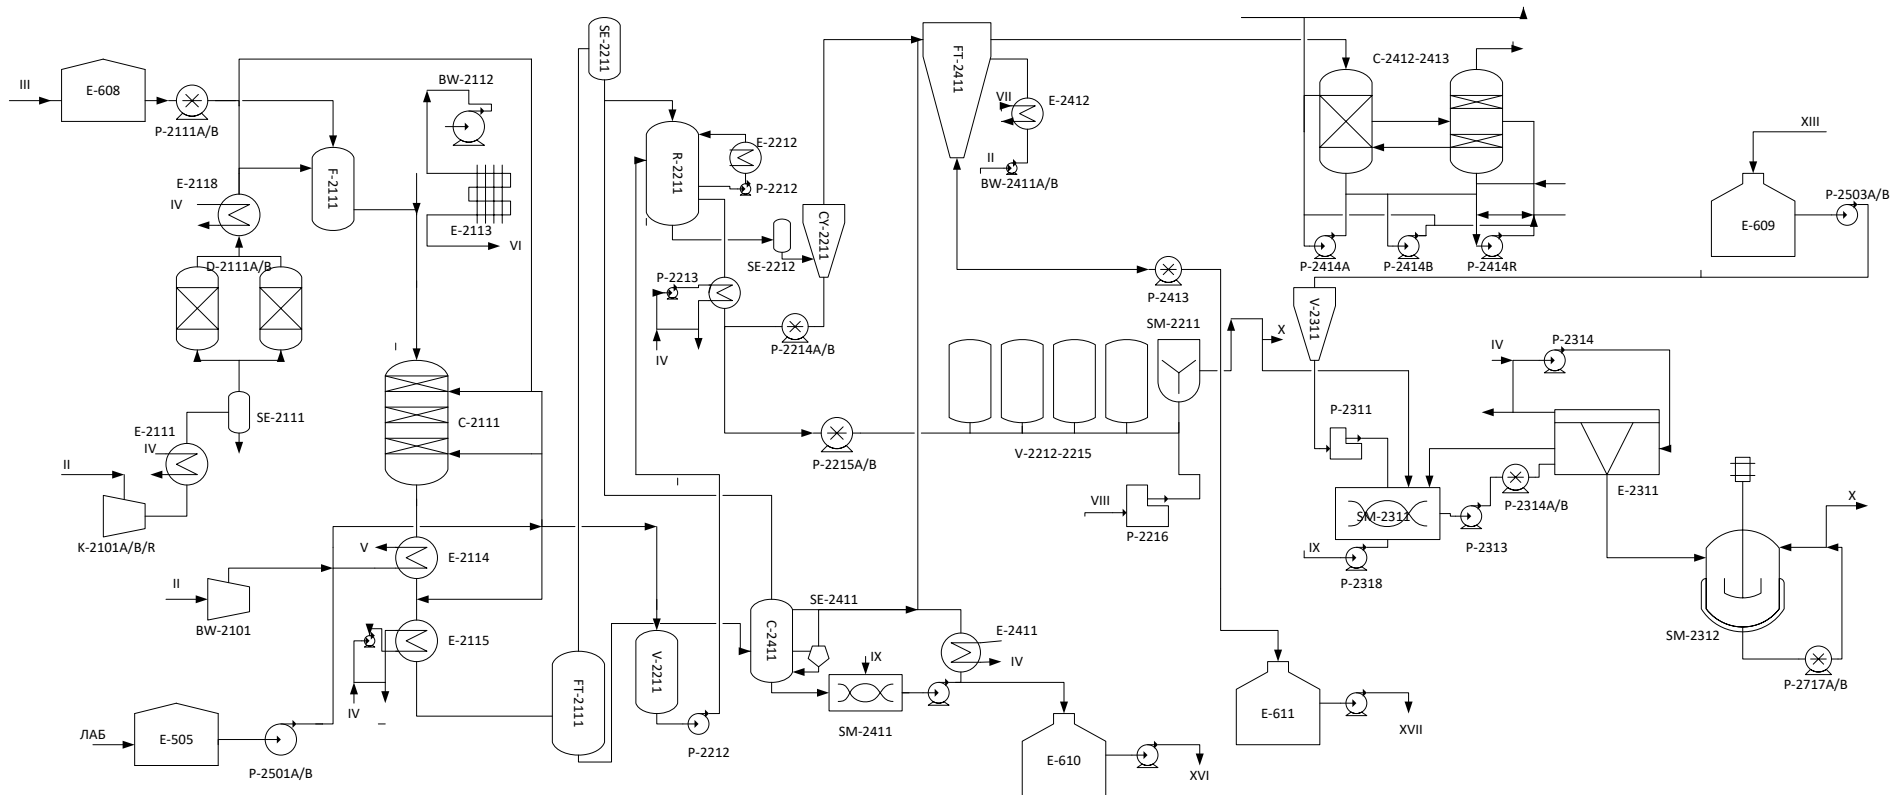 III
E-608
P-2111A/B
E-2118
IV
F-2111
BW-2112
E-2113
VI
D-2111A/B
SE-2111
E-2111
IV
II
K-2101A/B/R
II
BW-2101
C-2111
V
E-2114
E-2115
IV
ЛАБ
E-505
P-2501A/B
SE-2211
R-2211
E-2212
P-2212
SE-2212
CY-2211
P-2213
IV
P-2214A/B
P-2215A/B
FT-2111
V-2211
P-2212
C-2411
SE-2411
IX
SM-2411
E-2411
IV
E-610
XVI
FT-2411
VII
E-2412
II
BW-2411A/B
P-2413
SM-2211
X
V-2212-2215
VIII
P-2216
E-611
XVII
C-2412-2413
P-2414A
P-2414B
P-2414R
V-2311
P-2311
SM-2311
IX
P-2318
P-2313
P-2314A/B
IV
P-2314
E-2311
XIII
E-609
P-2503A/B
X
SM-2312
P-2717A/B